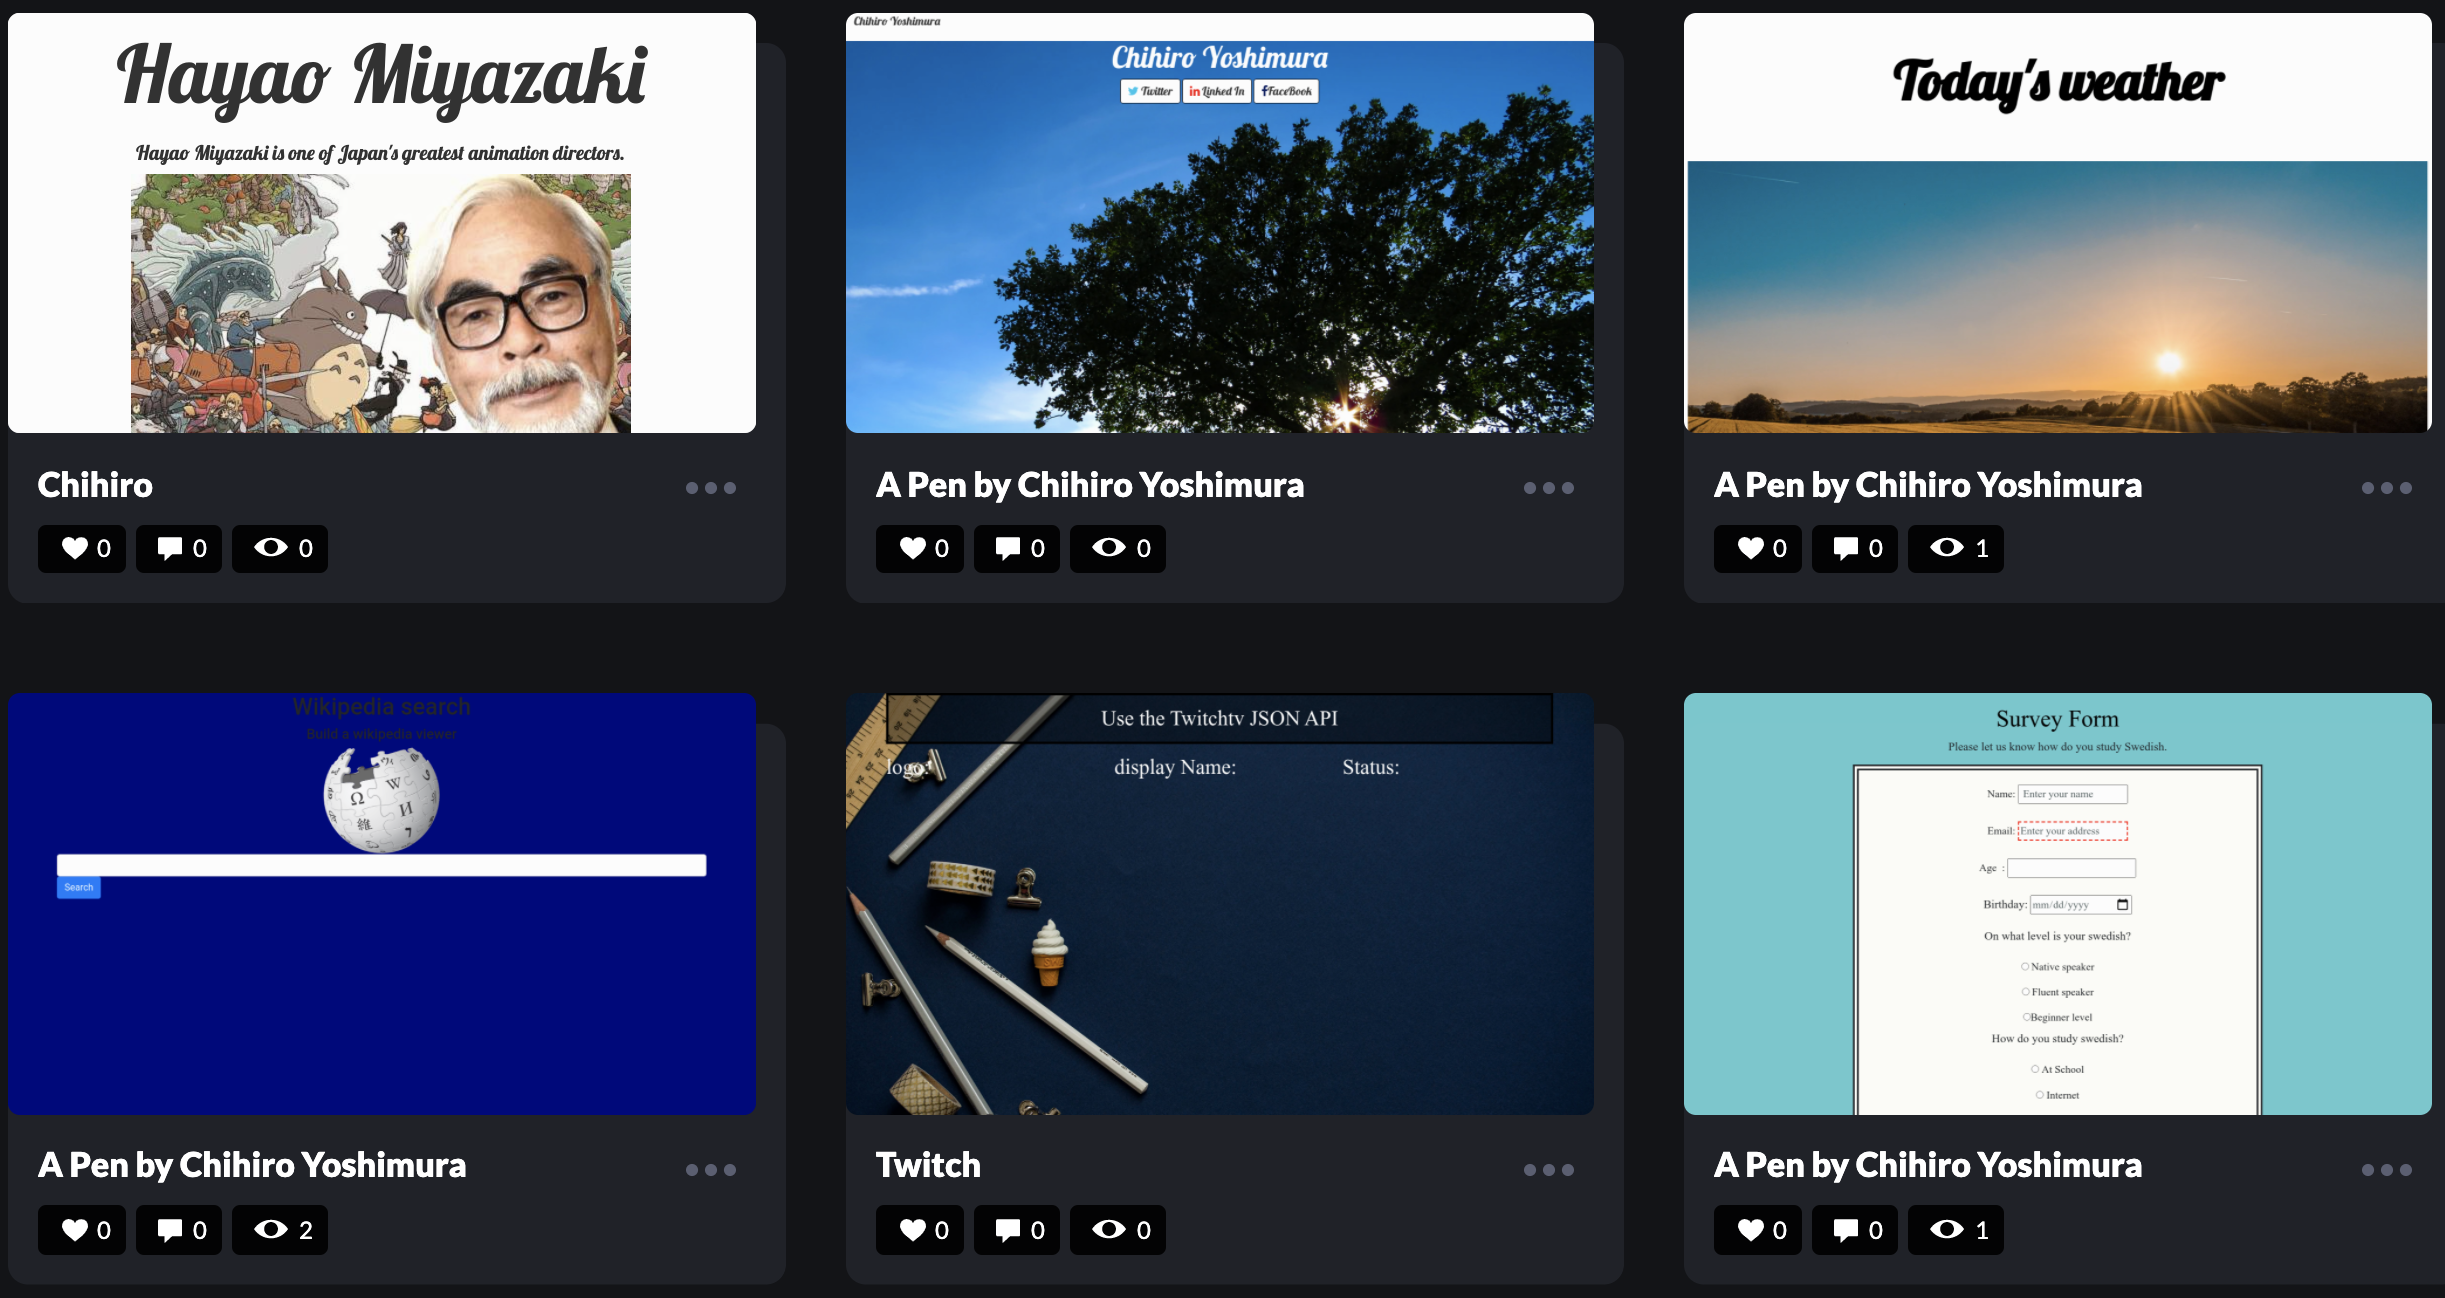 Hayao Miyazaki
Hayao Miyazaki is one of Japan's greatest animation directors.
Chihiro
0 0 0
Chihiro Yoshimura
Chihiro Yoshimura
Twitter in Linked In FaceBook
A Pen by Chihiro Yoshimura
0 0 0
Today's weather
A Pen by Chihiro Yoshimura
0 0 1
Wikipedia search
Build a wikipedia viewer
Ω W И 維
Search
A Pen by Chihiro Yoshimura
0 0 2
Use the Twitchtv JSON API
logo: display Name: Status:
Twitch
0 0 0
Survey Form
Please let us know how do you study Swedish.
Name: Enter your name
Email: Enter your address
Age :
Birthday: mm/dd/yyyy
On what level is your swedish?
Native speaker
Fluent speaker
Beginner level
How do you study swedish?
At School
Internet
A Pen by Chihiro Yoshimura
0 0 1